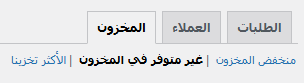 الطلبات العملاء المخزون
منخفض المخزون | غير متوفر في المخزون | الأكثر تخزينا